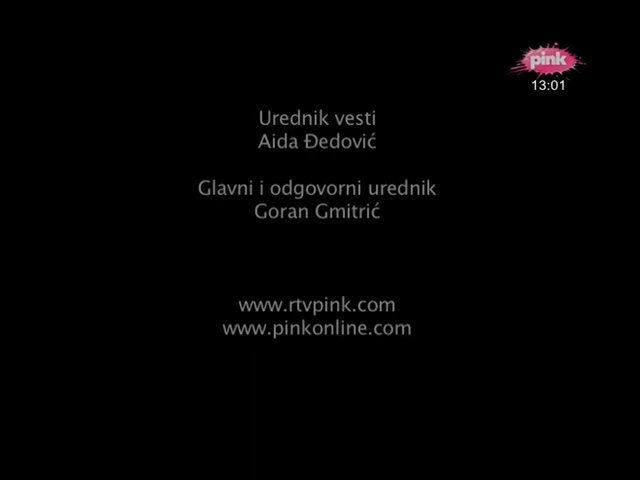 pink
13:01
Urednik vesti
Aida Đedović
Glavni i odgovorni urednik
Goran Gmitrić
www.rtvpink.com
www.pinkonline.com